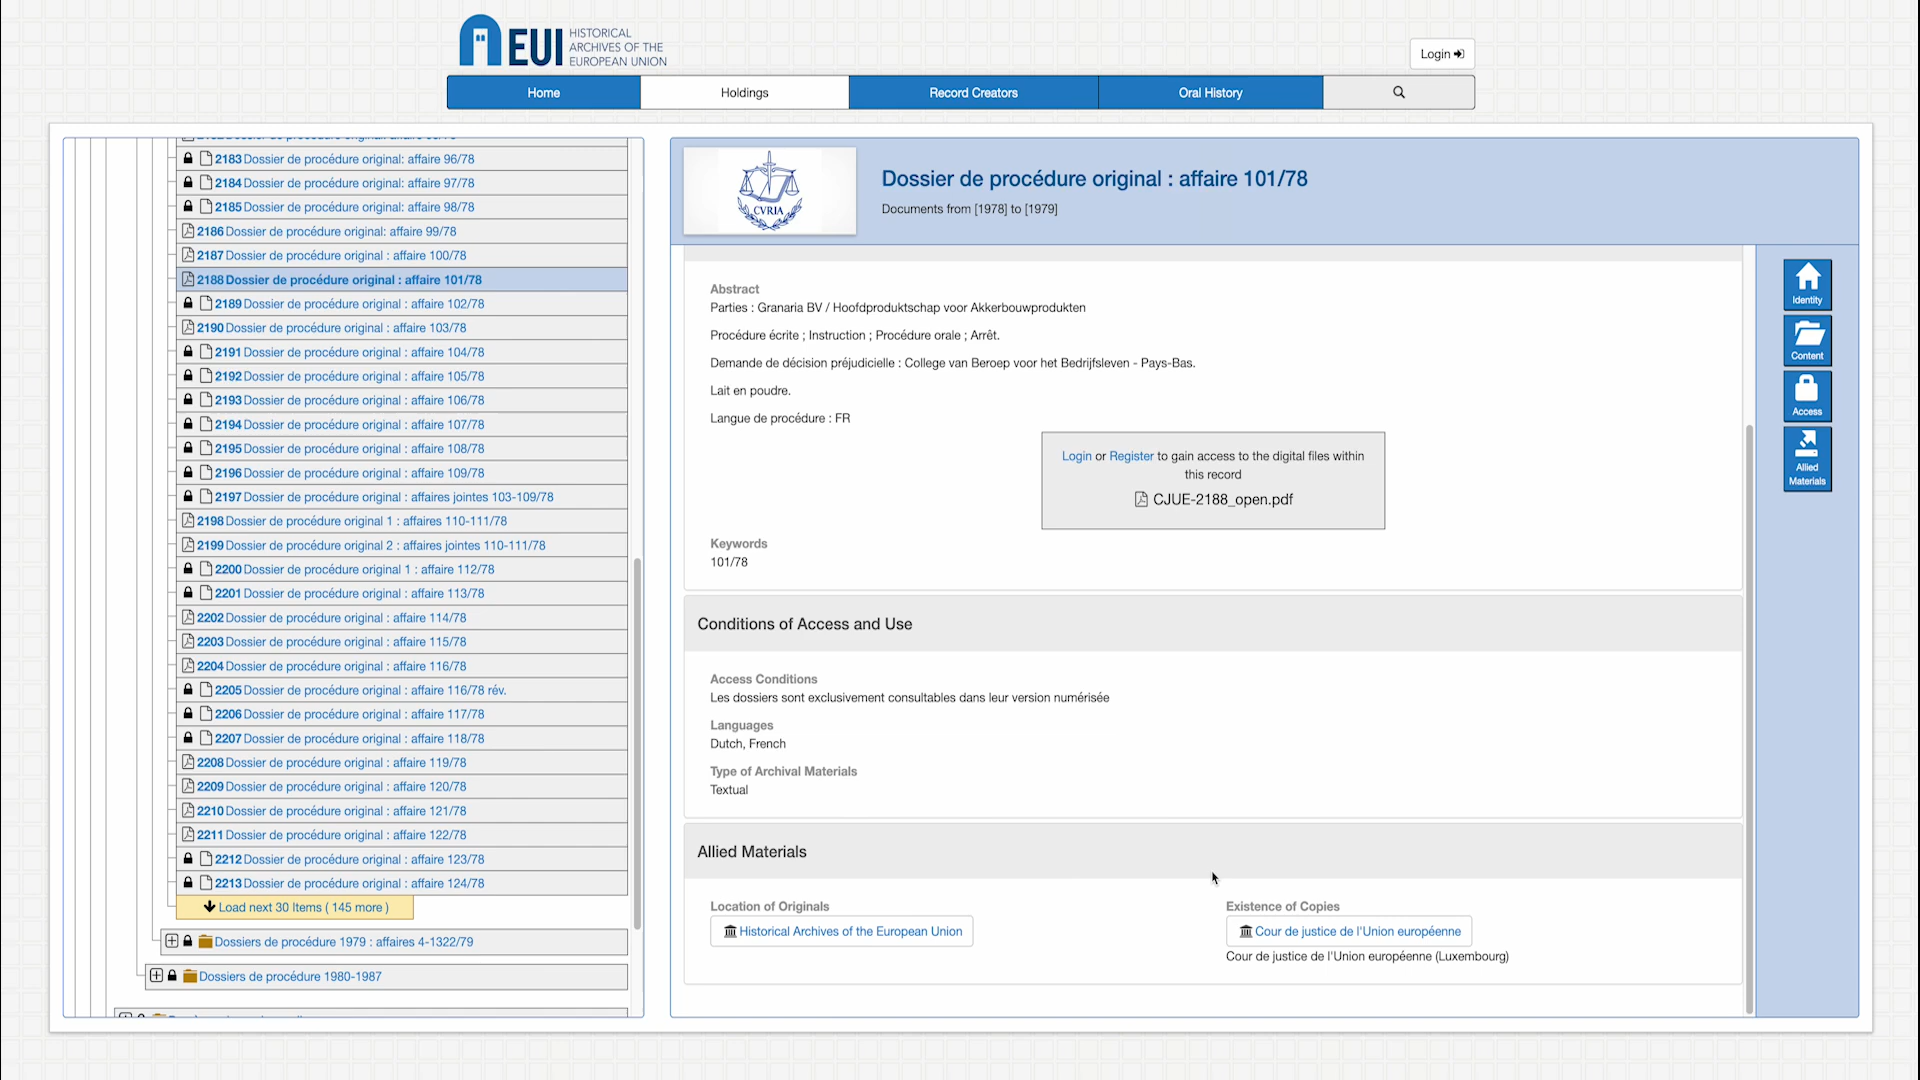 EUI HISTORICAL
ARCHIVES OF THE
EUROPEAN UNION
Login
Home
Holdings
Record Creators
Oral History
2183 Dossier de procédure original: affaire 96/78
2184 Dossier de procédure original: affaire 97/78
2185 Dossier de procédure original: affaire 98/78
2186 Dossier de procédure original: affaire 99/78
2187 Dossier de procédure original : affaire 100/78
2188 Dossier de procédure original : affaire 101/78
2189 Dossier de procédure original : affaire 102/78
2190 Dossier de procédure original : affaire 103/78
2191 Dossier de procédure original : affaire 104/78
2192 Dossier de procédure original : affaire 105/78
2193 Dossier de procédure original : affaire 106/78
2194 Dossier de procédure original : affaire 107/78
2195 Dossier de procédure original : affaire 108/78
2196 Dossier de procédure original : affaire 109/78
2197 Dossier de procédure original : affaires jointes 103-109/78
2198 Dossier de procédure original 1 : affaires 110-111/78
2199 Dossier de procédure original 2 : affaires jointes 110-111/78
2200 Dossier de procédure original 1 : affaire 112/78
2201 Dossier de procédure original : affaire 113/78
2202 Dossier de procédure original : affaire 114/78
2203 Dossier de procédure original : affaire 115/78
2204 Dossier de procédure original : affaire 116/78
2205 Dossier de procédure original : affaire 116/78 rév.
2206 Dossier de procédure original : affaire 117/78
2207 Dossier de procédure original : affaire 118/78
2208 Dossier de procédure original : affaire 119/78
2209 Dossier de procédure original : affaire 120/78
2210 Dossier de procédure original : affaire 121/78
2211 Dossier de procédure original : affaire 122/78
2212 Dossier de procédure original : affaire 123/78
2213 Dossier de procédure original : affaire 124/78
Load next 30 Items ( 145 more )
Dossiers de procédure 1979 : affaires 4-1322/79
Dossiers de procédure 1980-1987
CVRIA
Dossier de procédure original : affaire 101/78
Documents from [1978] to [1979]
Abstract
Parties : Granaria BV / Hoofdproduktschap voor Akkerbouwprodukten
Procédure écrite ; Instruction ; Procédure orale ; Arrêt.
Demande de décision préjudicielle : College van Beroep voor het Bedrijfsleven - Pays-Bas.
Lait en poudre.
Langue de procédure : FR
Login or Register to gain access to the digital files within
this record
CJUE-2188_open.pdf
Keywords
101/78
Conditions of Access and Use
Access Conditions
Les dossiers sont exclusivement consultables dans leur version numérisée
Languages
Dutch, French
Type of Archival Materials
Textual
Allied Materials
Location of Originals
Historical Archives of the European Union
Existence of Copies
Cour de justice de l'Union européenne
Cour de justice de l'Union européenne (Luxembourg)
Identity
Content
Access
Allied
Materials